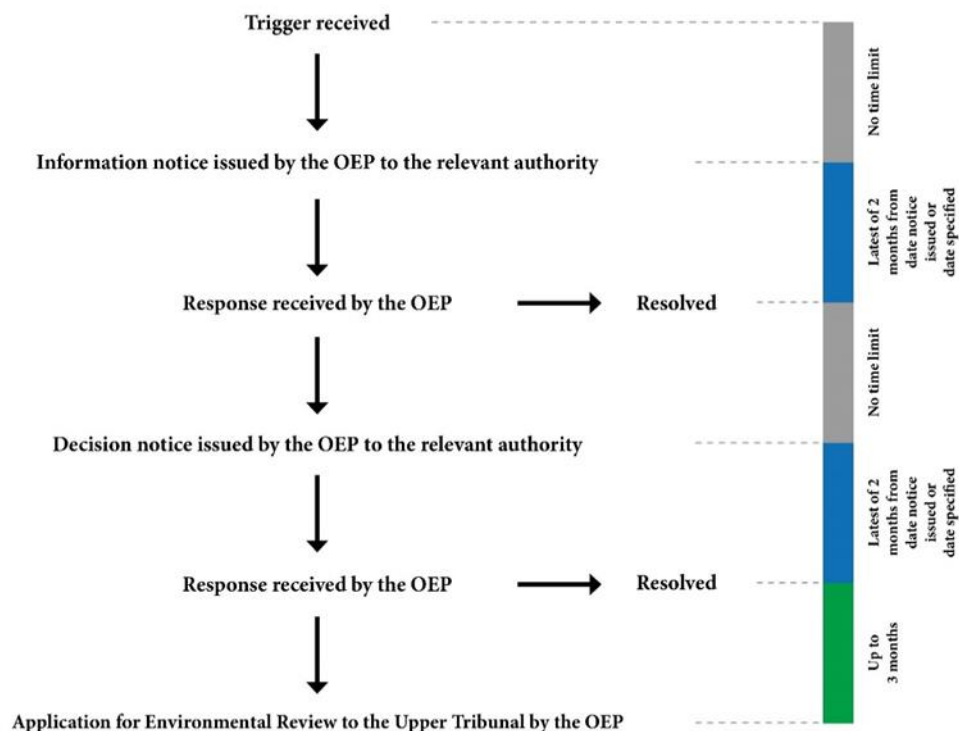 Trigger received
No time limit
Information notice issued by the OEP to the relevant authority
Latest of 2
months from
date notice
issued or
date specified
Response received by the OEP
Resolved
No time limit
Decision notice issued by the OEP to the relevant authority
Latest of 2
months from
date notice
issued or
date specified
Response received by the OEP
Resolved
Up to
3 months
Application for Environmental Review to the Upper Tribunal by the OEP